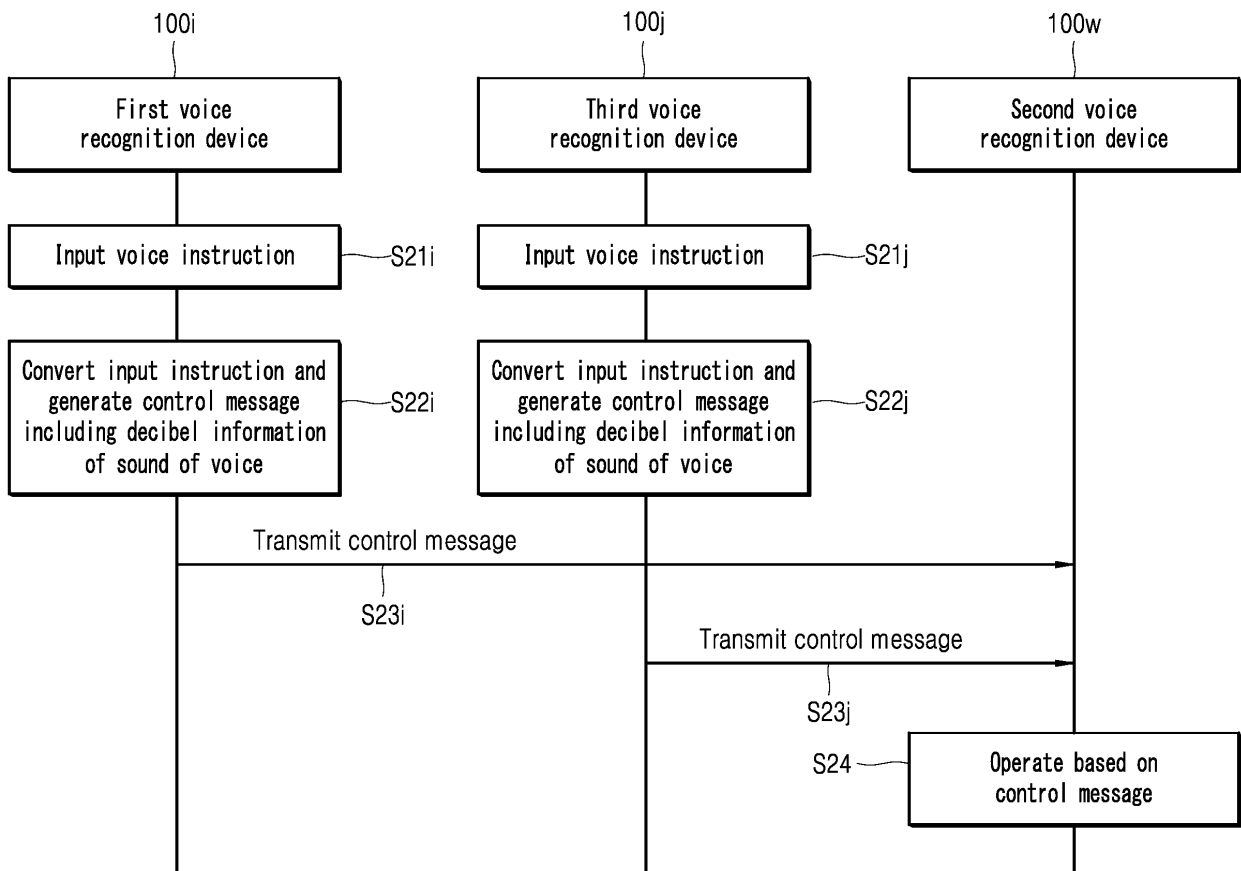 100i
100j
100w
First voice
recognition device
Third voice
recognition device
Second voice
recognition device
Input voice instruction
S21i
Input voice instruction
S21j
Convert input instruction and
generate control message
including decibel information
of sound of voice
S22i
Convert input instruction and
generate control message
including decibel information
of sound of voice
S22j
Transmit control message
S23i
Transmit control message
S23j
S24
Operate based on
control message